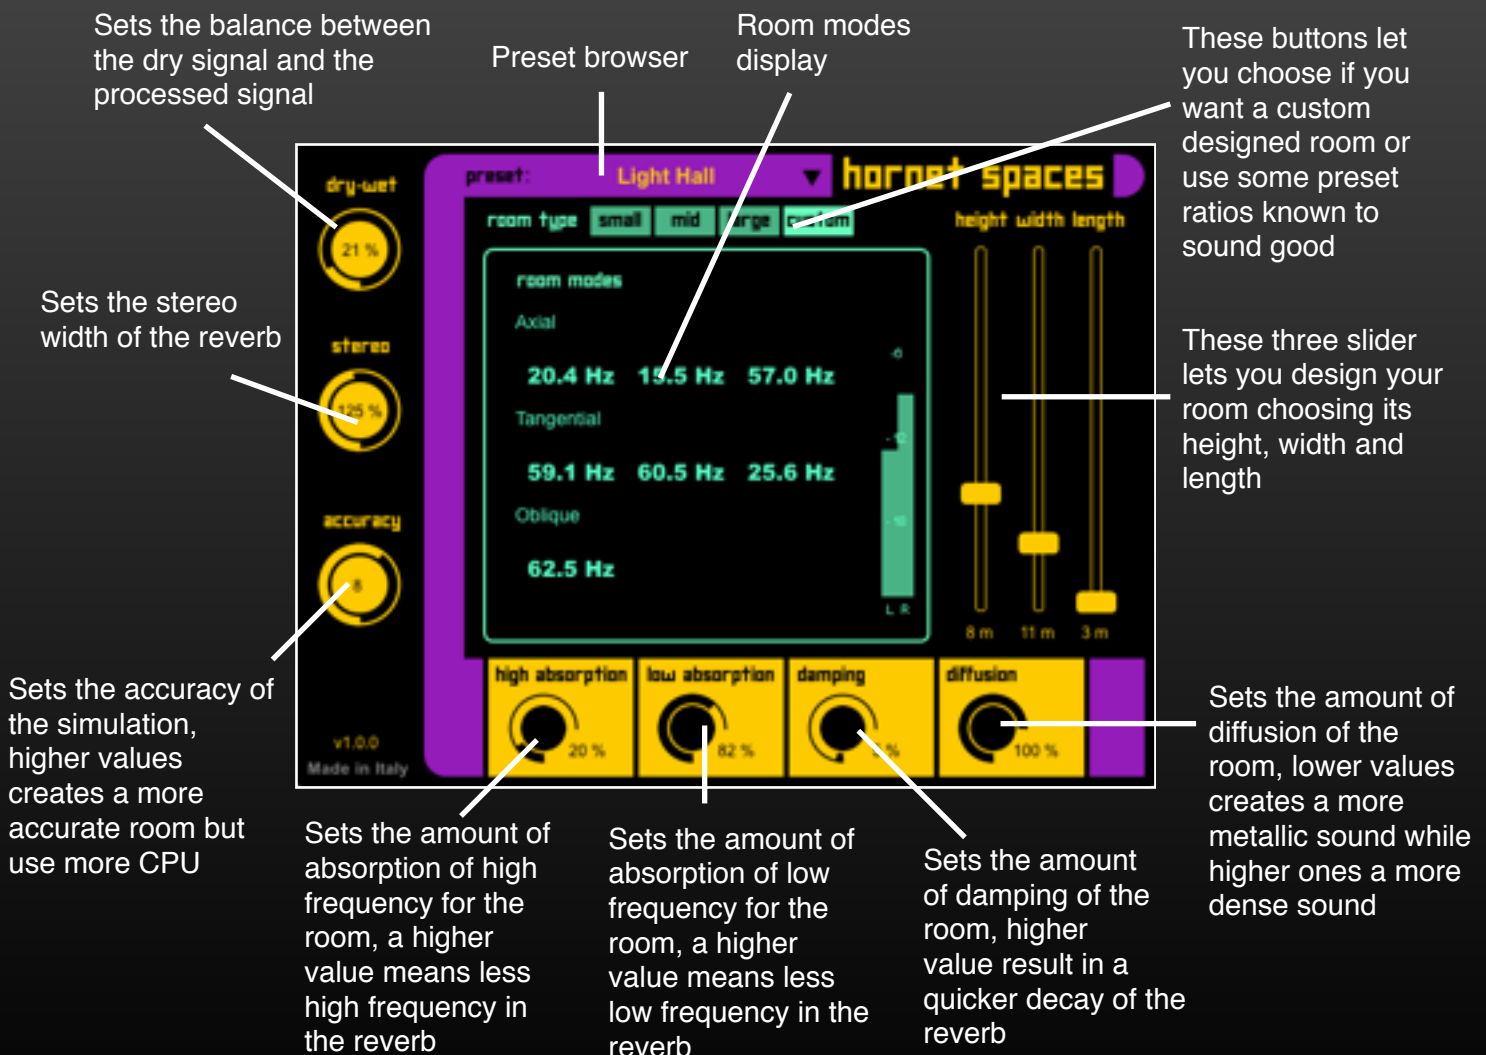 Sets the balance between
the dry signal and the
processed signal
Preset browser
Room modes
display
These buttons let
you choose if you
want a custom
designed room or
use some preset
ratios known to
sound good
Sets the stereo
width of the reverb
These three slider
lets you design your
room choosing its
height, width and
length
preset:
Light Hall
hornet spaces
dry-wet
21 %
stereo
125 %
accuracy
8
room type
small
mid
large
custom
height width length
room modes
Axial
20.4 Hz 15.5 Hz 57.0 Hz
Tangential
59.1 Hz 60.5 Hz 25.6 Hz
Oblique
62.5 Hz
-6
L R
8 m 11 m 3 m
high absorption
20 %
low absorption
82 %
damping
%
diffusion
100 %
v1.0.0
Made in Italy
Sets the accuracy of
the simulation,
higher values
creates a more
accurate room but
use more CPU
Sets the amount of
absorption of high
frequency for the
room, a higher
value means less
high frequency in
the reverb
Sets the amount of
absorption of low
frequency for the
room, a higher
value means less
low frequency in the
reverb
Sets the amount
of damping of the
room, higher
value result in a
quicker decay of the
reverb
Sets the amount of
diffusion of the
room, lower values
creates a more
metallic sound while
higher ones a more
dense sound